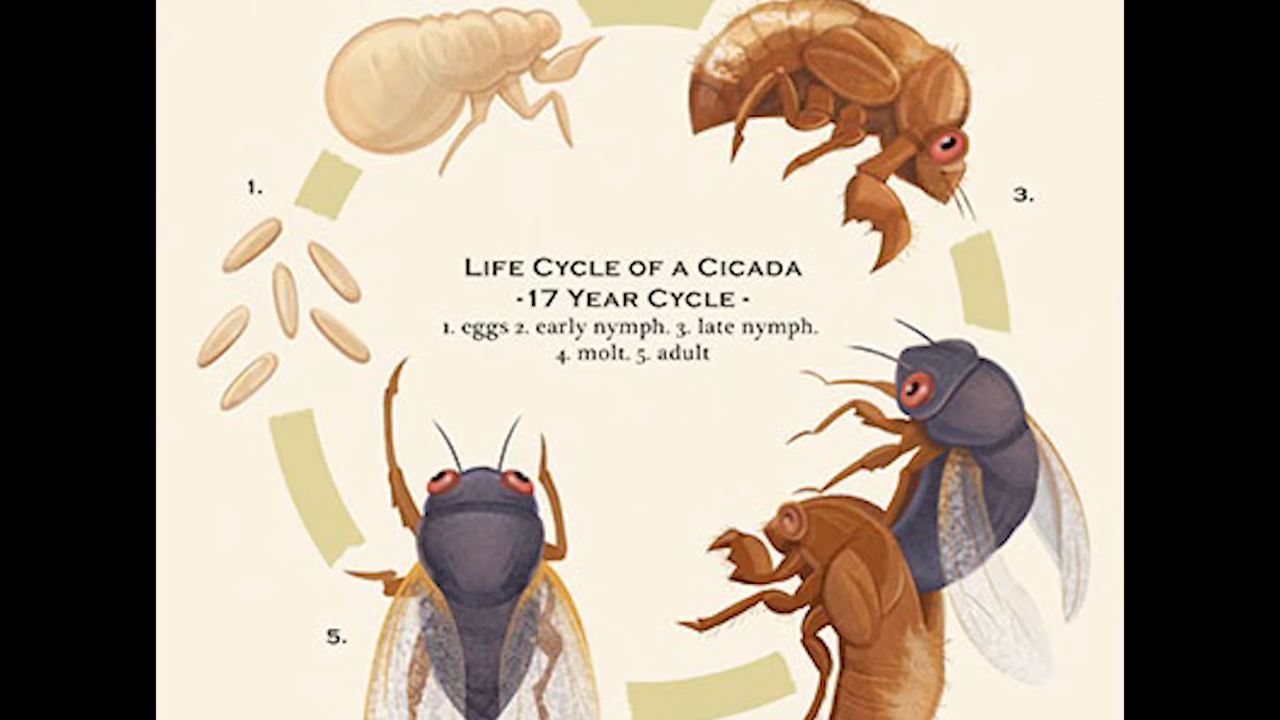 1.
3.
LIFE CYCLE OF A CICADA
-17 YEAR CYCLE -
1. eggs 2. early nymph. 3. late nymph.
4. molt. 5. adult
5.